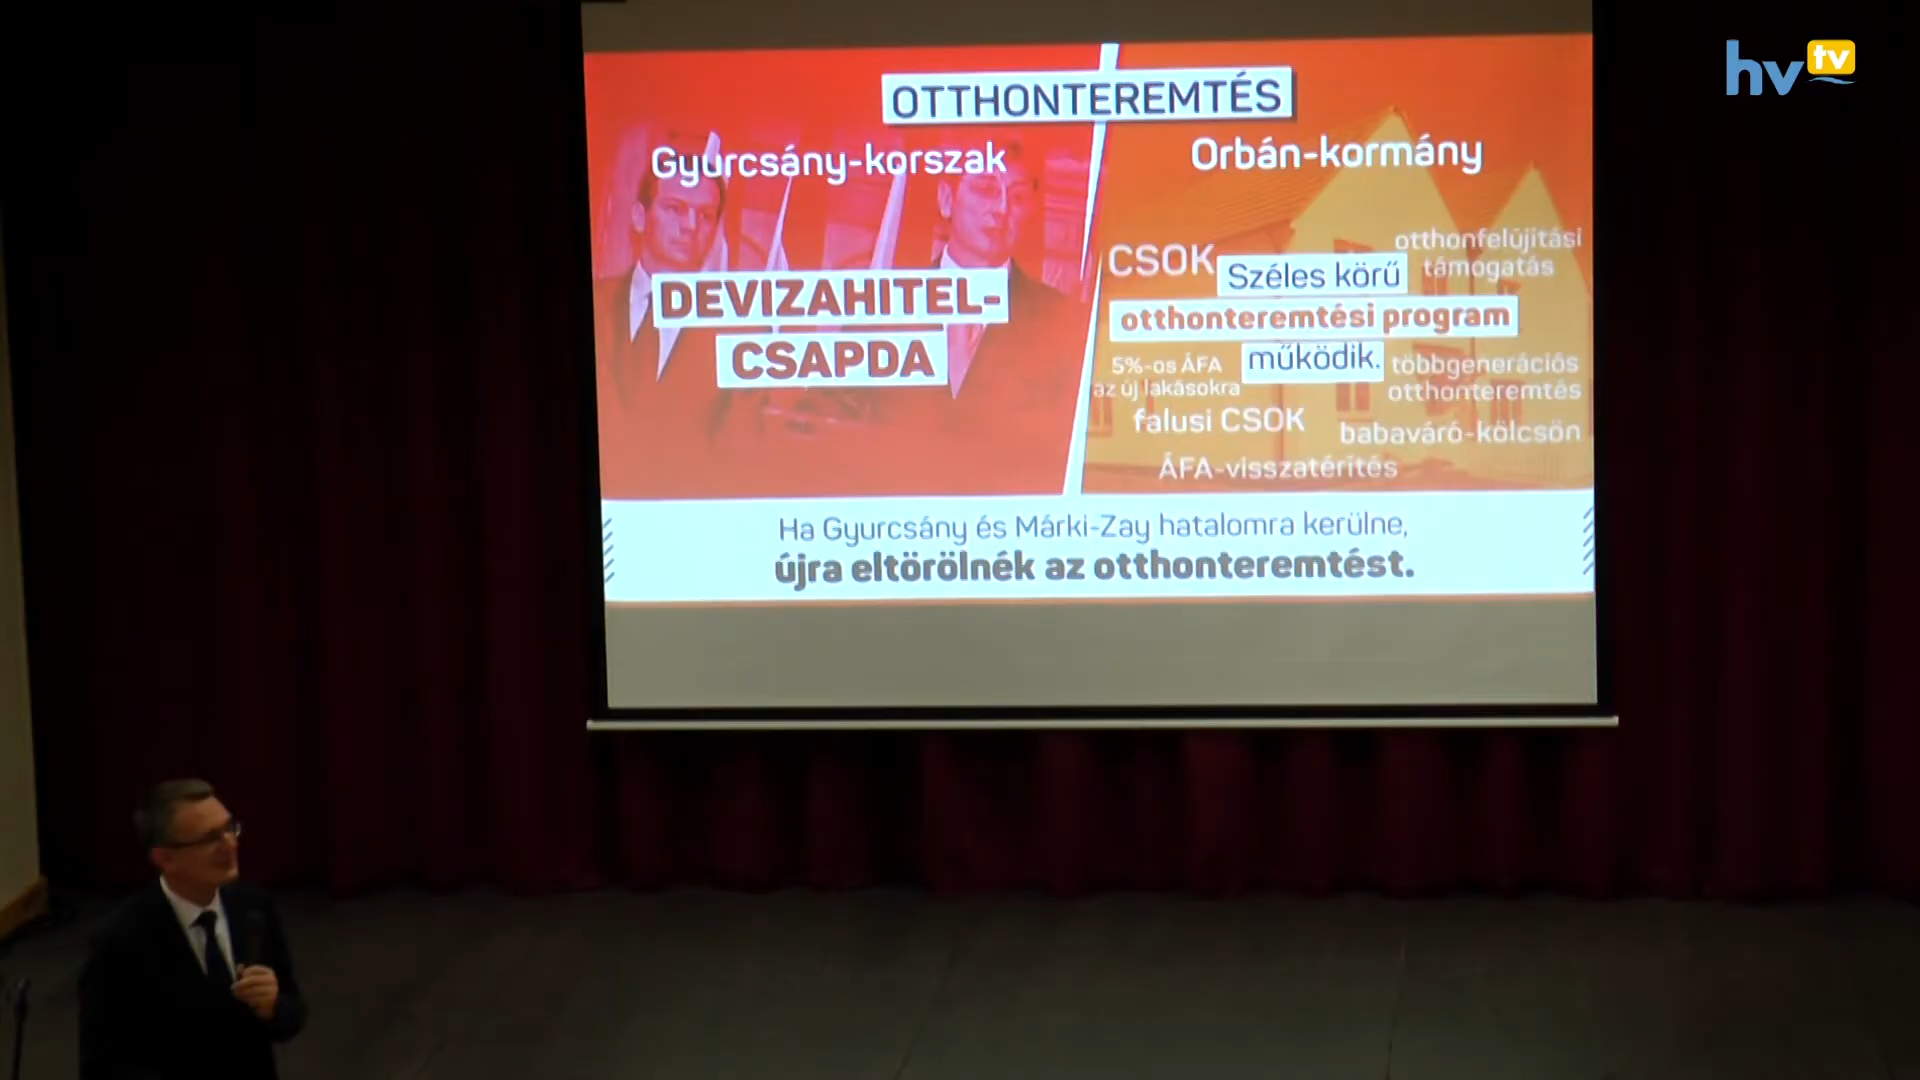 hv tv
OTTHONTEREMTÉS
Gyurcsány-korszak
DEVIZAHITEL-
CSAPDA
Orbán-kormány
CSOK
otthonfelújítási
támogatás
Széles körű
otthonteremtési program
működik.
5%-os ÁFA
az új lakásokra
többgenerációs
otthonteremtés
falusi CSOK
babaváró-kölcsön
ÁFA-visszatérítés
Ha Gyurcsány és Márki-Zay hatalomra kerülne,
újra eltörölnék az otthonteremtést.